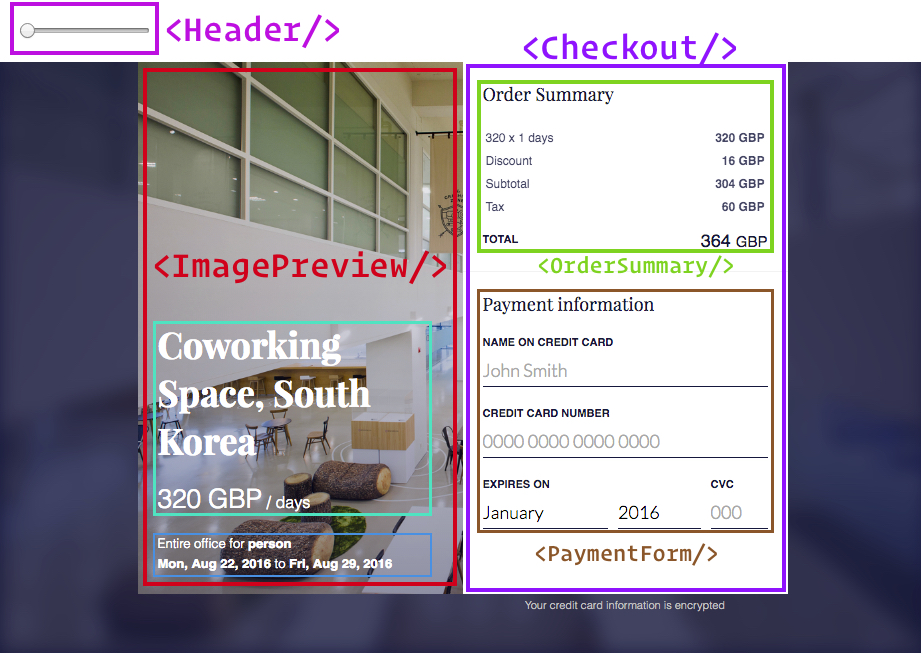 <Header/>
<Checkout/>
<ImagePreview/>
Coworking
Space, South
Korea
320 GBP / days
Entire office for person
Mon, Aug 22, 2016 to Fri, Aug 29, 2016
Order Summary
320 x 1 days 320 GBP
Discount 16 GBP
Subtotal 304 GBP
Tax 60 GBP
TOTAL 364 GBP
<OrderSummary/>
Payment information
NAME ON CREDIT CARD
John Smith
CREDIT CARD NUMBER
0000 0000 0000 0000
EXPIRES ON CVC
January 2016 000
<PaymentForm/>
Your credit card information is encrypted